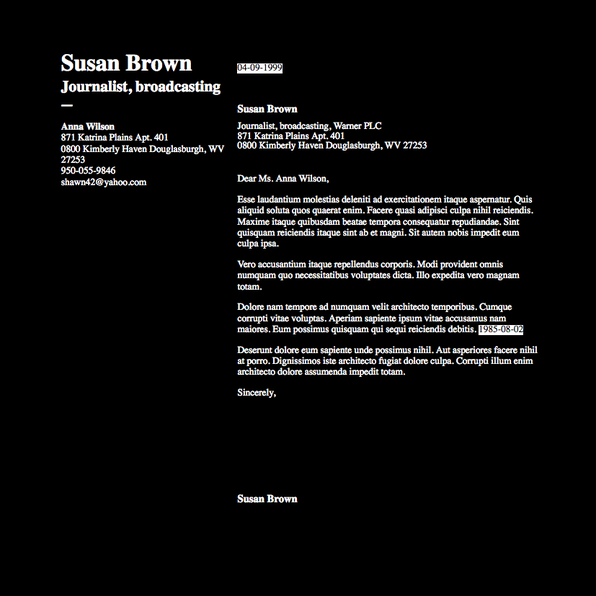 Susan Brown
Journalist, broadcasting
—
Anna Wilson
871 Katrina Plains Apt. 401
0800 Kimberly Haven Douglasburgh, WV
27253
950-055-9846
shawn42@yahoo.com
04-09-1999
Susan Brown
Journalist, broadcasting, Warner PLC
871 Katrina Plains Apt. 401
0800 Kimberly Haven Douglasburgh, WV 27253
Dear Ms. Anna Wilson,
Esse laudantium molestias deleniti ad exercitationem itaque aspernatur. Quis
aliquid soluta quos quaerat enim. Facere quasi adipisci culpa nihil reiciendis.
Maxime itaque quibusdam beatae tempora consequatur repudiandae. Sint
quisquam reiciendis itaque sint ab et magni. Sit autem nobis impedit eum
culpa ipsa.
Vero accusantium itaque repellendus corporis. Modi provident omnis
numquam quo necessitatibus voluptates dicta. Illo expedita vero magnam
totam.
Dolore nam tempore ad numquam velit architecto temporibus. Cumque
corrupti vitae voluptas. Aperiam sapiente ipsum vitae accusamus nam
maiores. Eum possimus quisquam qui sequi reiciendis debitis. 1985-08-02
Deserunt dolore eum sapiente unde possimus nihil. Aut asperiores facere nihil
at porro. Dignissimos iste architecto fugiat dolore culpa. Corrupti illum enim
architecto dolore assumenda impedit totam.
Sincerely,
Susan Brown